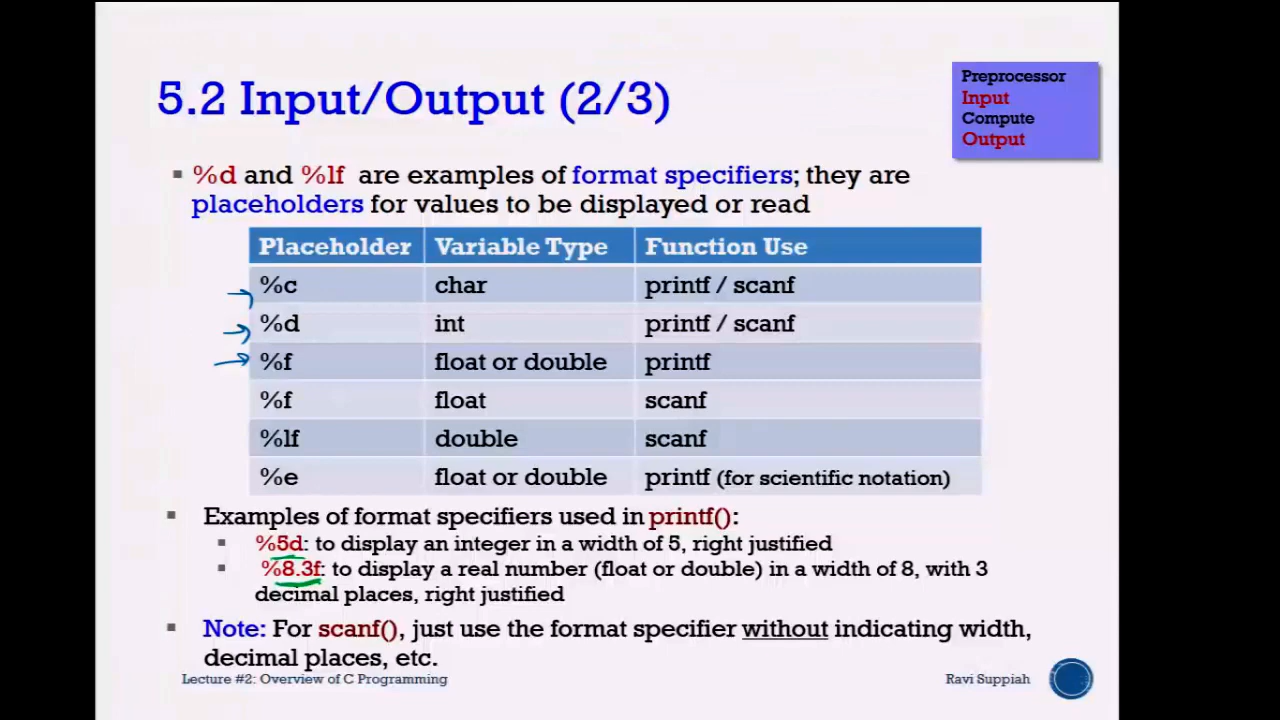 5.2 Input/Output (2/3)
Preprocessor
Input
Compute
Output
▪ %d and %lf are examples of format specifiers; they are
placeholders for values to be displayed or read
Placeholder Variable Type Function Use
%c char printf / scanf
%d int printf / scanf
%f float or double printf
%f float scanf
%lf double scanf
%e float or double printf (for scientific notation)
▪ Examples of format specifiers used in printf():
▪ %5d: to display an integer in a width of 5, right justified
▪ %8.3f: to display a real number (float or double) in a width of 8, with 3
decimal places, right justified
▪ Note: For scanf(), just use the format specifier without indicating width,
decimal places, etc.
Lecture #2: Overview of C Programming
Ravi Suppiah